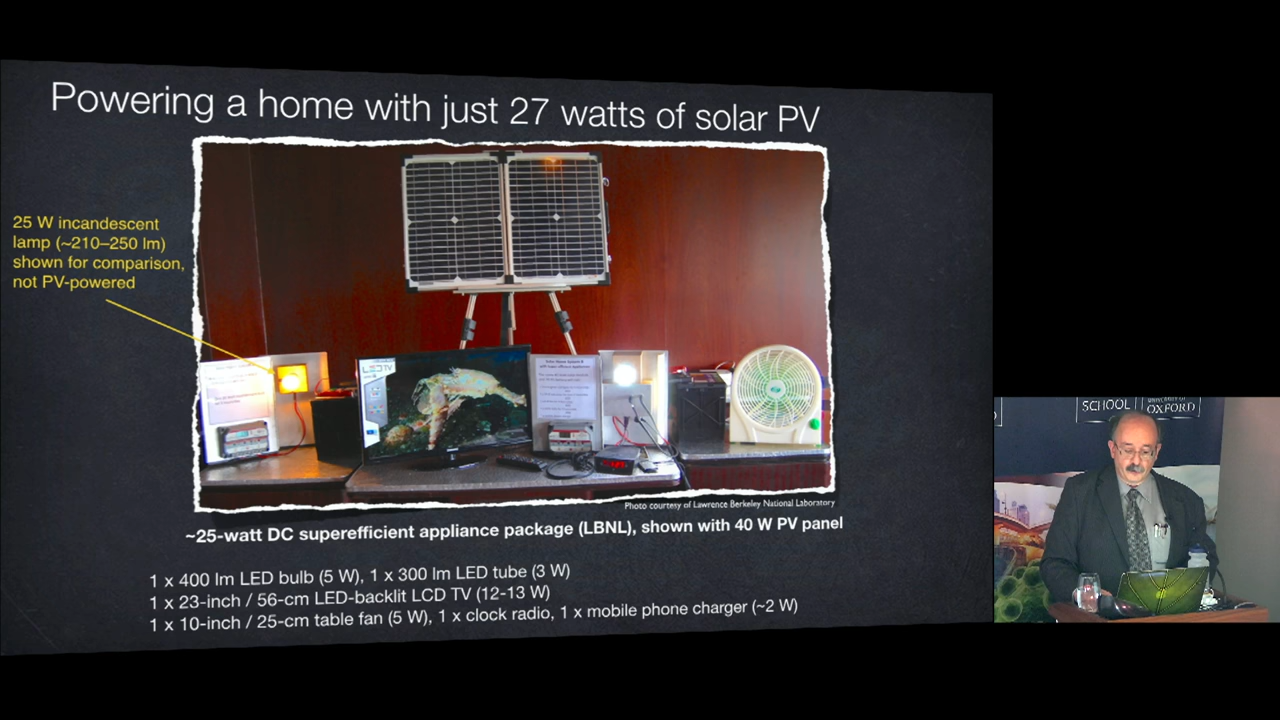 Powering a home with just 27 watts of solar PV
25 W incandescent
lamp (~210–250 lm)
shown for comparison,
not PV-powered
LED TV
Photo courtesy of Lawrence Berkeley National Laboratory
~25-watt DC superefficient appliance package (LBNL), shown with 40 W PV panel
1 x 400 lm LED bulb (5 W), 1 x 300 lm LED tube (3 W)
1 x 23-inch / 56-cm LED-backlit LCD TV (12-13 W)
1 x 10-inch / 25-cm table fan (5 W), 1 x clock radio, 1 x mobile phone charger (~2 W)
SCHOOL
OXFORD